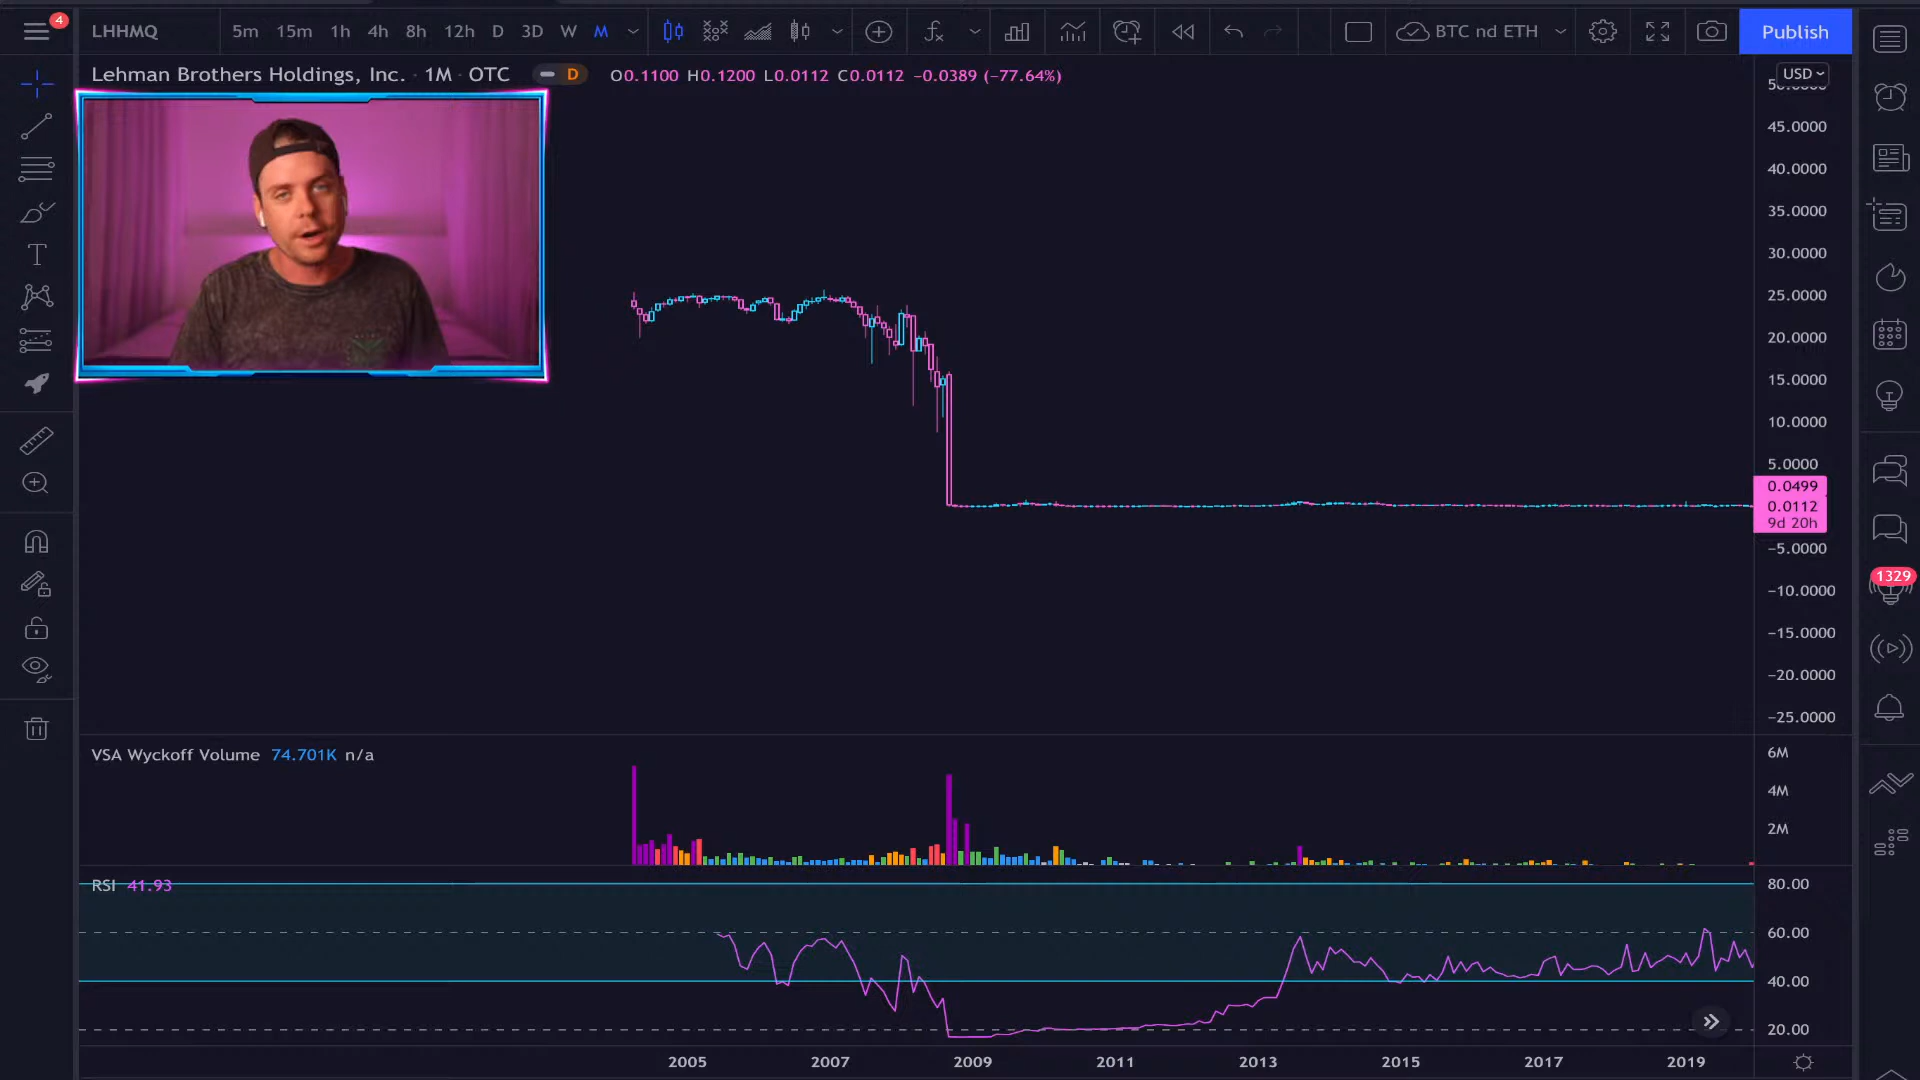 4
LHHMQ 5m 15m 1h 4h 8h 12h D 3D W M BTC nd ETH Publish
Lehman Brothers Holdings, Inc. · 1M · OTC D O0.1100 H0.1200 L0.0112 C0.0112 −0.0389 (−77.64%)
USD
50.0000
45.0000
40.0000
35.0000
30.0000
25.0000
20.0000
15.0000
10.0000
5.0000
0.0499
0.0112
9d 20h
−5.0000
−10.0000
−15.0000
−20.0000
−25.0000
1329
VSA Wyckoff Volume 74.701K n/a
6M
4M
2M
RSI 41.93
80.00
60.00
40.00
20.00
2005 2007 2009 2011 2013 2015 2017 2019